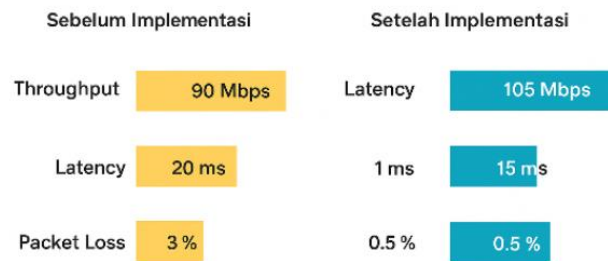 Sebelum Implementasi Setelah Implementasi
Throughput 90 Mbps Latency 105 Mbps
Latency 20 ms 1 ms 15 ms
Packet Loss 3 % 0.5 % 0.5 %